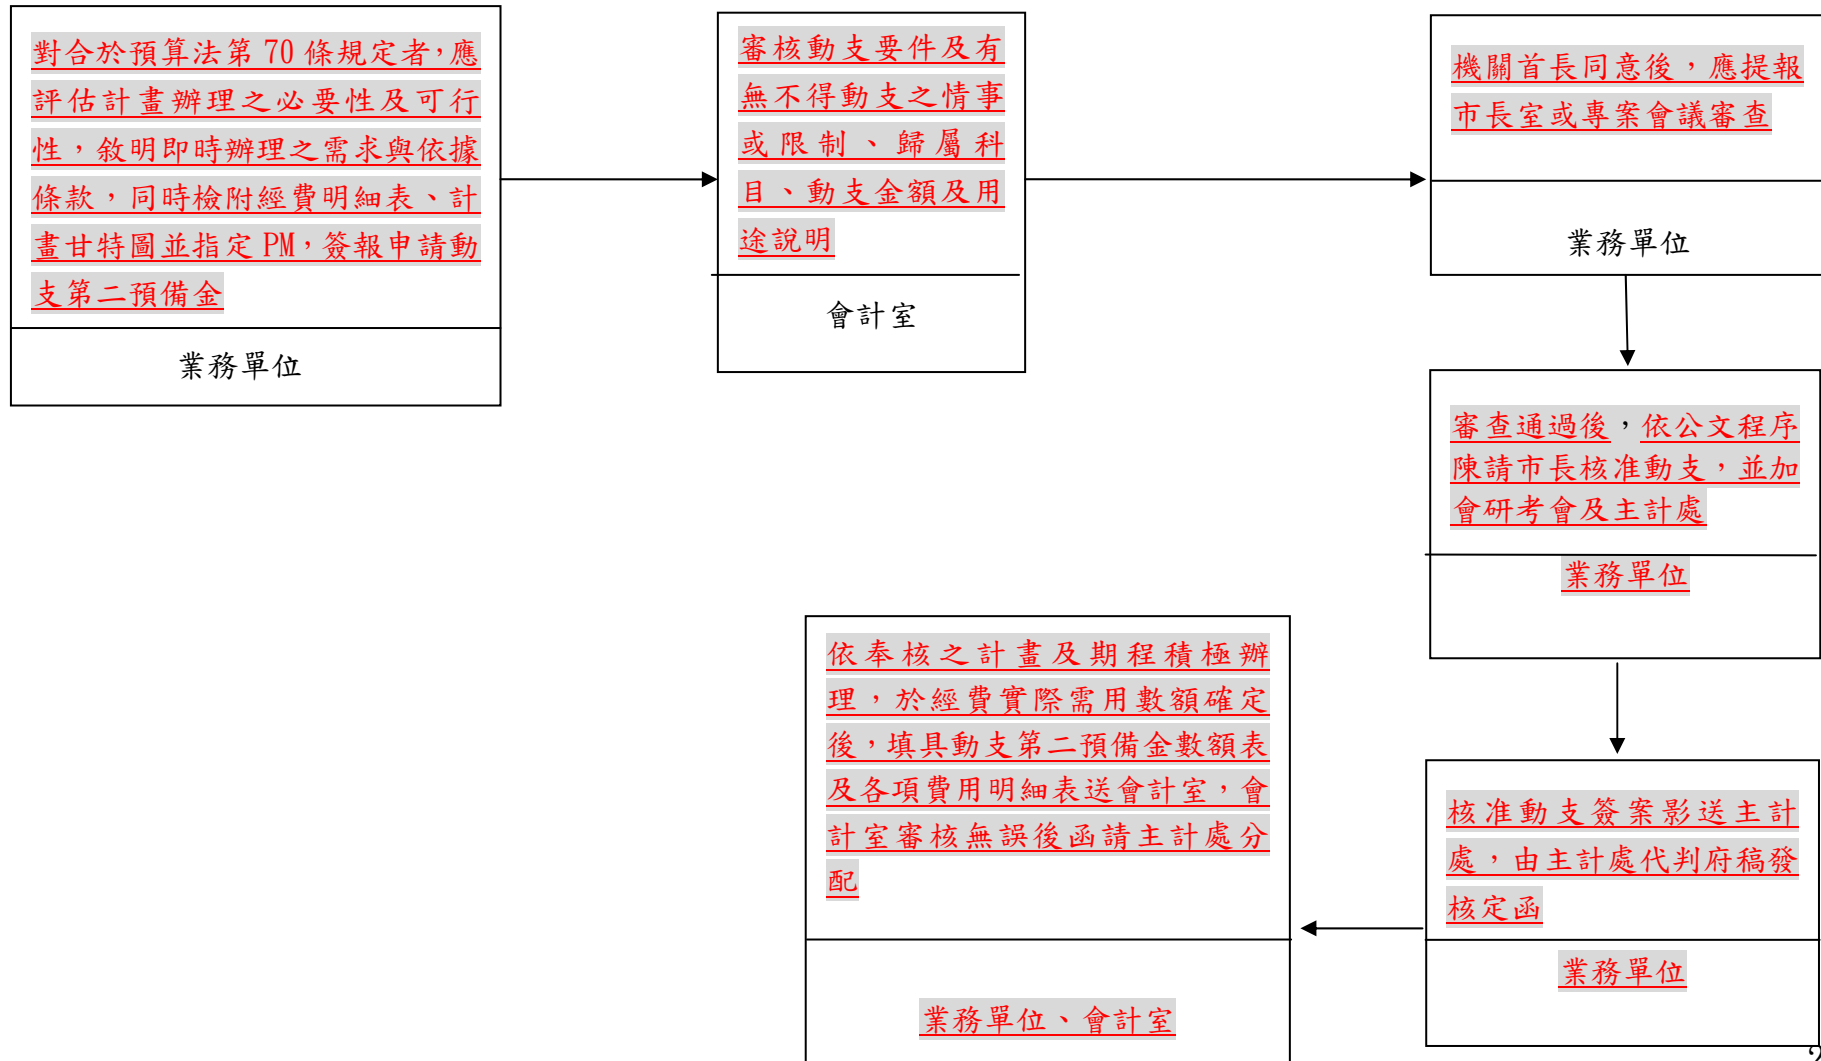 對合於預算法第 70 條規定者，應
評估計畫辦理之必要性及可行
性，敘明即時辦理之需求與依據
條款，同時檢附經費明細表、計
畫甘特圖並指定 PM，簽報申請動
支第二預備金
業務單位
審核動支要件及有
無不得動支之情事
或限制、歸屬科
目、動支金額及用
途說明
會計室
機關首長同意後，應提報
市長室或專案會議審查
業務單位
審查通過後，依公文程序
陳請市長核准動支，並加
會研考會及主計處
業務單位
核准動支簽案影送主計
處，由主計處代判府稿發
核定函
業務單位
依奉核之計畫及期程積極辦
理，於經費實際需用數額確定
後，填具動支第二預備金數額表
及各項費用明細表送會計室，會
計室審核無誤後函請主計處分
配
業務單位、會計室